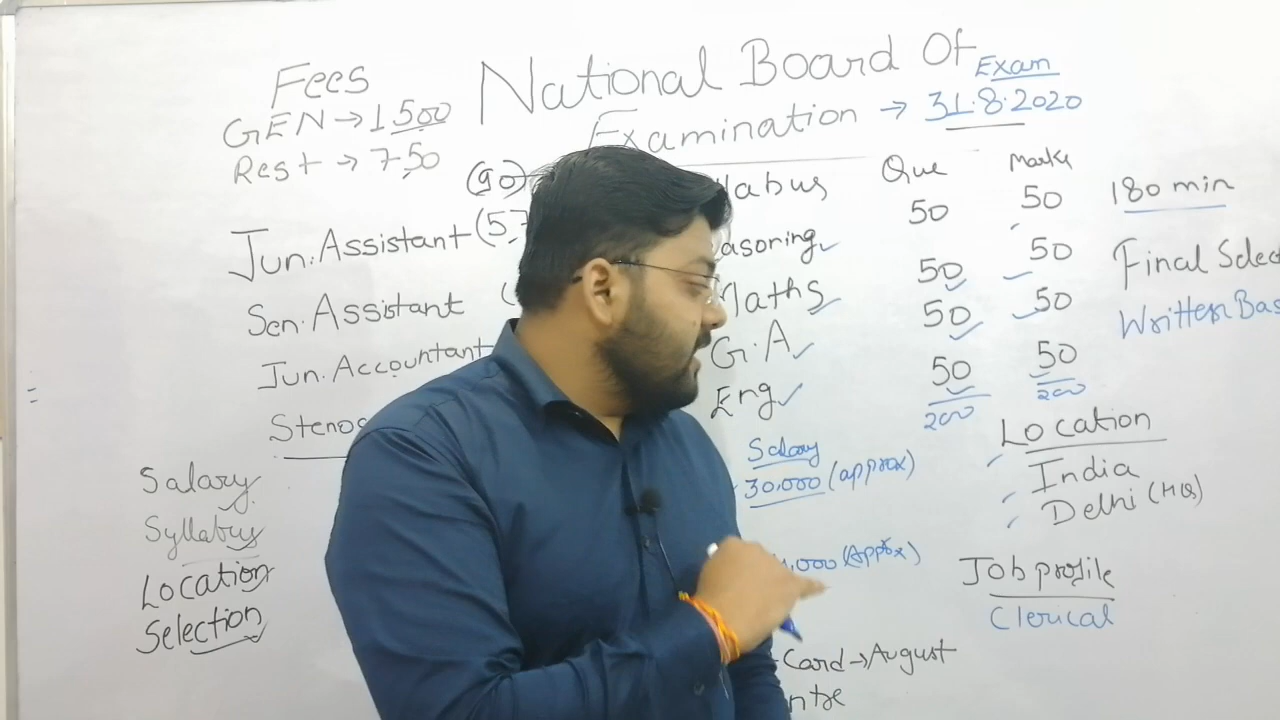 Fees
GEN → 1500
Rest → 750
National Board Of
Examination → 31.8.2020
Exam
(90)
Jun. Assistant (57
Sen. Assistant (
Jun. Accountant
Stenog
Salary
Syllabus
Location
Selection
=
llabus
Que
Marks
asoning 50 50
Maths 50 50
G.A 50 50
Eng 50 50
200 200
180 min
Final Selec
Written Bas
Salary
30,000 (approx)
,000 (Approx)
Location
India
Delhi (HQ)
Job profile
Clerical
Card → August
ntre